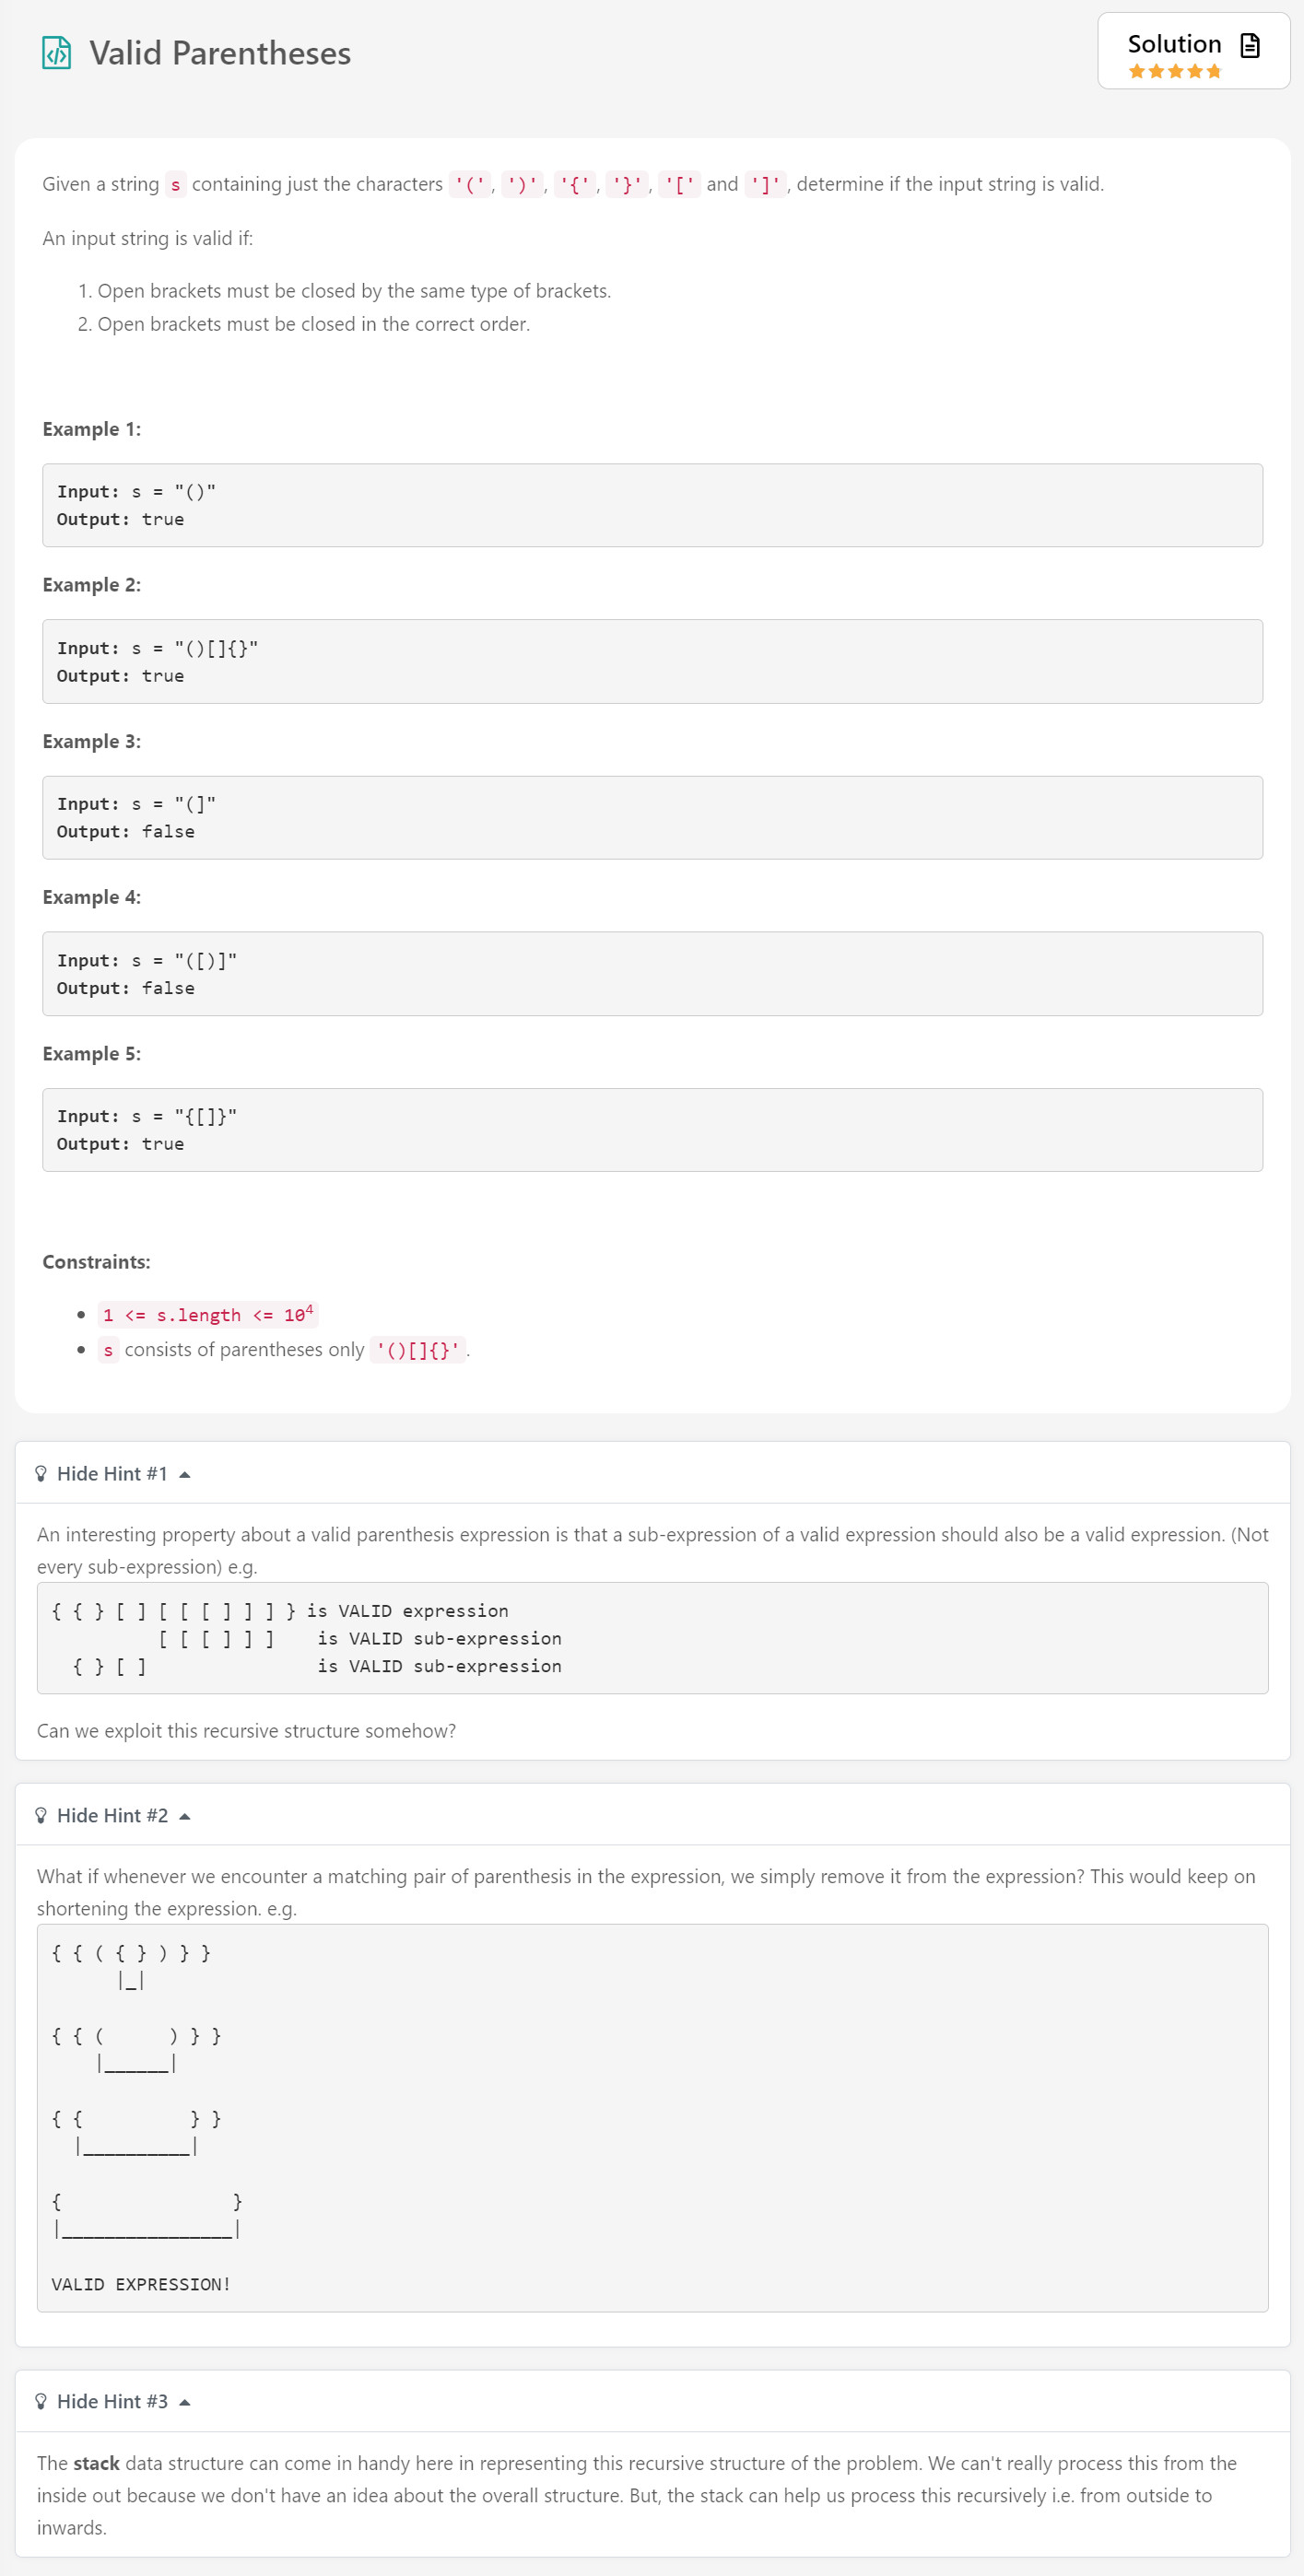 Valid Parentheses
Solution
Given a string s containing just the characters '(', ')', '{', '}', '[' and ']', determine if the input string is valid.
An input string is valid if:
1. Open brackets must be closed by the same type of brackets.
2. Open brackets must be closed in the correct order.
Example 1:
Input: s = "()"
Output: true
Example 2:
Input: s = "()[]{}"
Output: true
Example 3:
Input: s = "(]"
Output: false
Example 4:
Input: s = "([)]"
Output: false
Example 5:
Input: s = "{[]}"
Output: true
Constraints:
• 1 <= s.length <= 10⁴
• s consists of parentheses only '()[]{}'.
Hide Hint #1
An interesting property about a valid parenthesis expression is that a sub-expression of a valid expression should also be a valid expression. (Not
every sub-expression) e.g.
{ { } [ ] [ [ [ ] ] ] } is VALID expression
          [ [ [ ] ] ]    is VALID sub-expression
  { } [ ]                is VALID sub-expression
Can we exploit this recursive structure somehow?
Hide Hint #2
What if whenever we encounter a matching pair of parenthesis in the expression, we simply remove it from the expression? This would keep on
shortening the expression. e.g.
{ { ( { } ) } }
      |_|
{ { (      ) } }
    |______|
{ {          } }
  |__________|
{                }
|________________|
VALID EXPRESSION!
Hide Hint #3
The stack data structure can come in handy here in representing this recursive structure of the problem. We can't really process this from the
inside out because we don't have an idea about the overall structure. But, the stack can help us process this recursively i.e. from outside to
inwards.